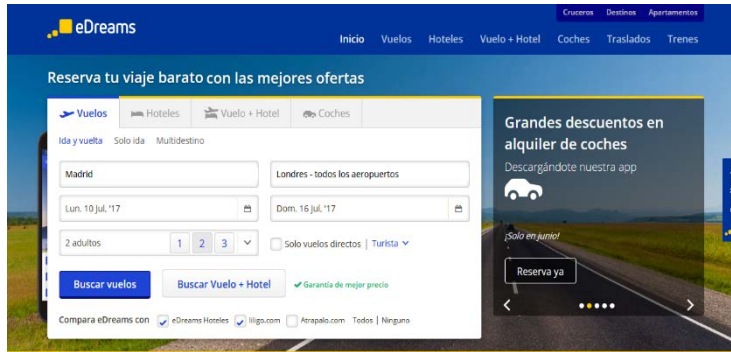 Cruceros Destinos Apartamentos
eDreams
Inicio Vuelos Hoteles Vuelo + Hotel Coches Traslados Trenes
Reserva tu viaje barato con las mejores ofertas
Vuelos Hoteles Vuelo + Hotel Coches
Ida y vuelta Solo ida Multidestino
Madrid
Londres - todos los aeropuertos
Lun. 10 Jul, '17
Dom. 16 Jul, '17
2 adultos 1 2 3
Solo vuelos directos | Turista
Buscar vuelos
Buscar Vuelo + Hotel
Garantía de mejor precio
Compara eDreams con eDreams Hoteles liligo.com Atrapalo.com Todos | Ninguno
Grandes descuentos en
alquiler de coches
Descargándote nuestra app
¡Solo en junio!
Reserva ya